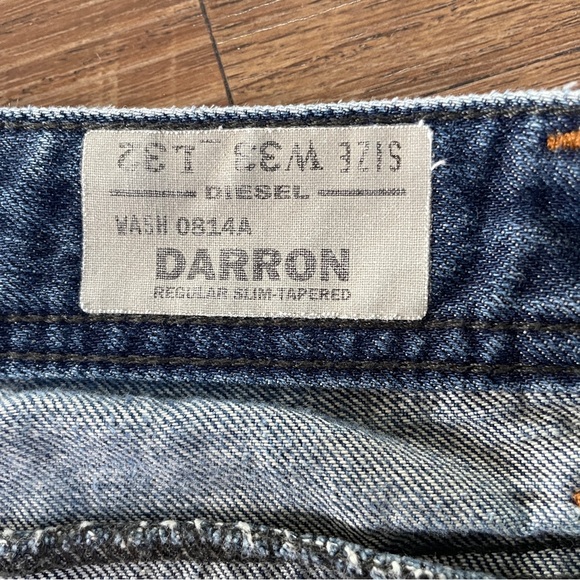 SIZE W33 L32
DIESEL
WASH 0814A
DARRON
REGULAR SLIM-TAPERED